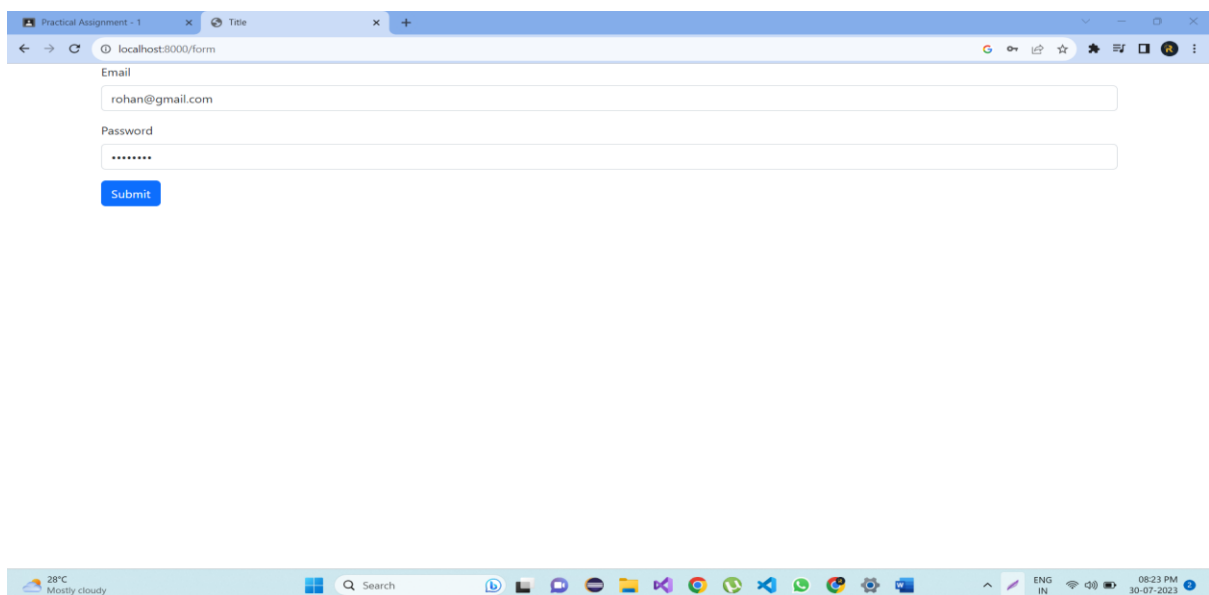 Practical Assignment - 1
Title
localhost:8000/form
Email
rohan@gmail.com
Password
••••••••
Submit
28°C
Mostly cloudy
Search
ENG
IN
08:23 PM
30-07-2023
2